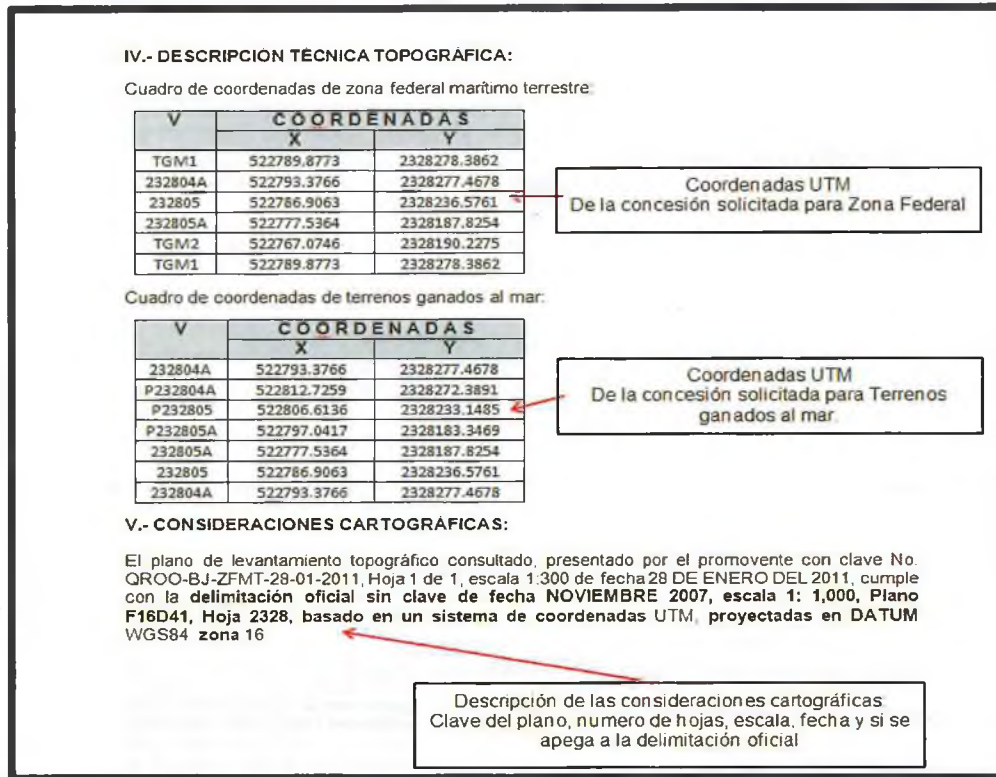 IV.- DESCRIPCIÓN TÉCNICA TOPOGRÁFICA:
Cuadro de coordenadas de zona federal marítimo terrestre:
V COORDENADAS
X Y
TGM1 522789.8773 2328278.3862
232804A 522793.3766 2328277.4678
232805 522786.9063 2328236.5761
232805A 522777.5364 2328187.8254
TGM2 522767.0746 2328190.2275
TGM1 522789.8773 2328278.3862
Coordenadas UTM
De la concesión solicitada para Zona Federal
Cuadro de coordenadas de terrenos ganados al mar:
V COORDENADAS
X Y
232804A 522793.3766 2328277.4678
P232804A 522812.7259 2328272.3891
P232805 522806.6136 2328233.1485
P232805A 522797.0417 2328183.3469
232805A 522777.5364 2328187.8254
232805 522786.9063 2328236.5761
232804A 522793.3766 2328277.4678
Coordenadas UTM
De la concesión solicitada para Terrenos
ganados al mar.
V.- CONSIDERACIONES CARTOGRÁFICAS:
El plano de levantamiento topográfico consultado, presentado por el promovente con clave No.
QROO-BJ-ZFMT-28-01-2011, Hoja 1 de 1, escala 1:300 de fecha 28 DE ENERO DEL 2011, cumple
con la delimitación oficial sin clave de fecha NOVIEMBRE 2007, escala 1: 1,000, Plano
F16D41, Hoja 2328, basado en un sistema de coordenadas UTM, proyectadas en DATUM
WGS84 zona 16
Descripción de las consideraciones cartográficas:
Clave del plano, numero de hojas, escala, fecha y si se
apega a la delimitación oficial